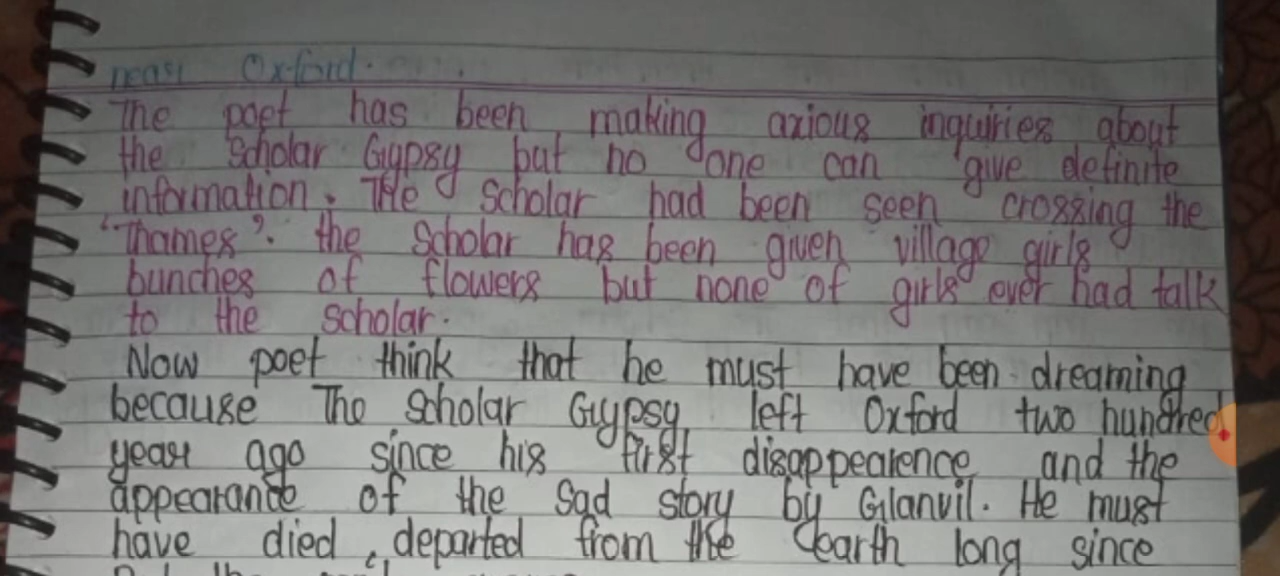 near Oxford.
The poet has been making axious inquiries about
the Scholar Gypsy but no one can give definite
information. The Scholar had been seen crossing the
"Thames". the Scholar has been given village girls
bunches of flowers but none of girls ever had talk
to the scholar.
Now poet think that he must have been dreaming
because The Scholar Gypsy left Oxford two hundred
year ago since his first disappearence and the
appearance of the sad story by Glanvil. He must
have died, departed from the earth long since